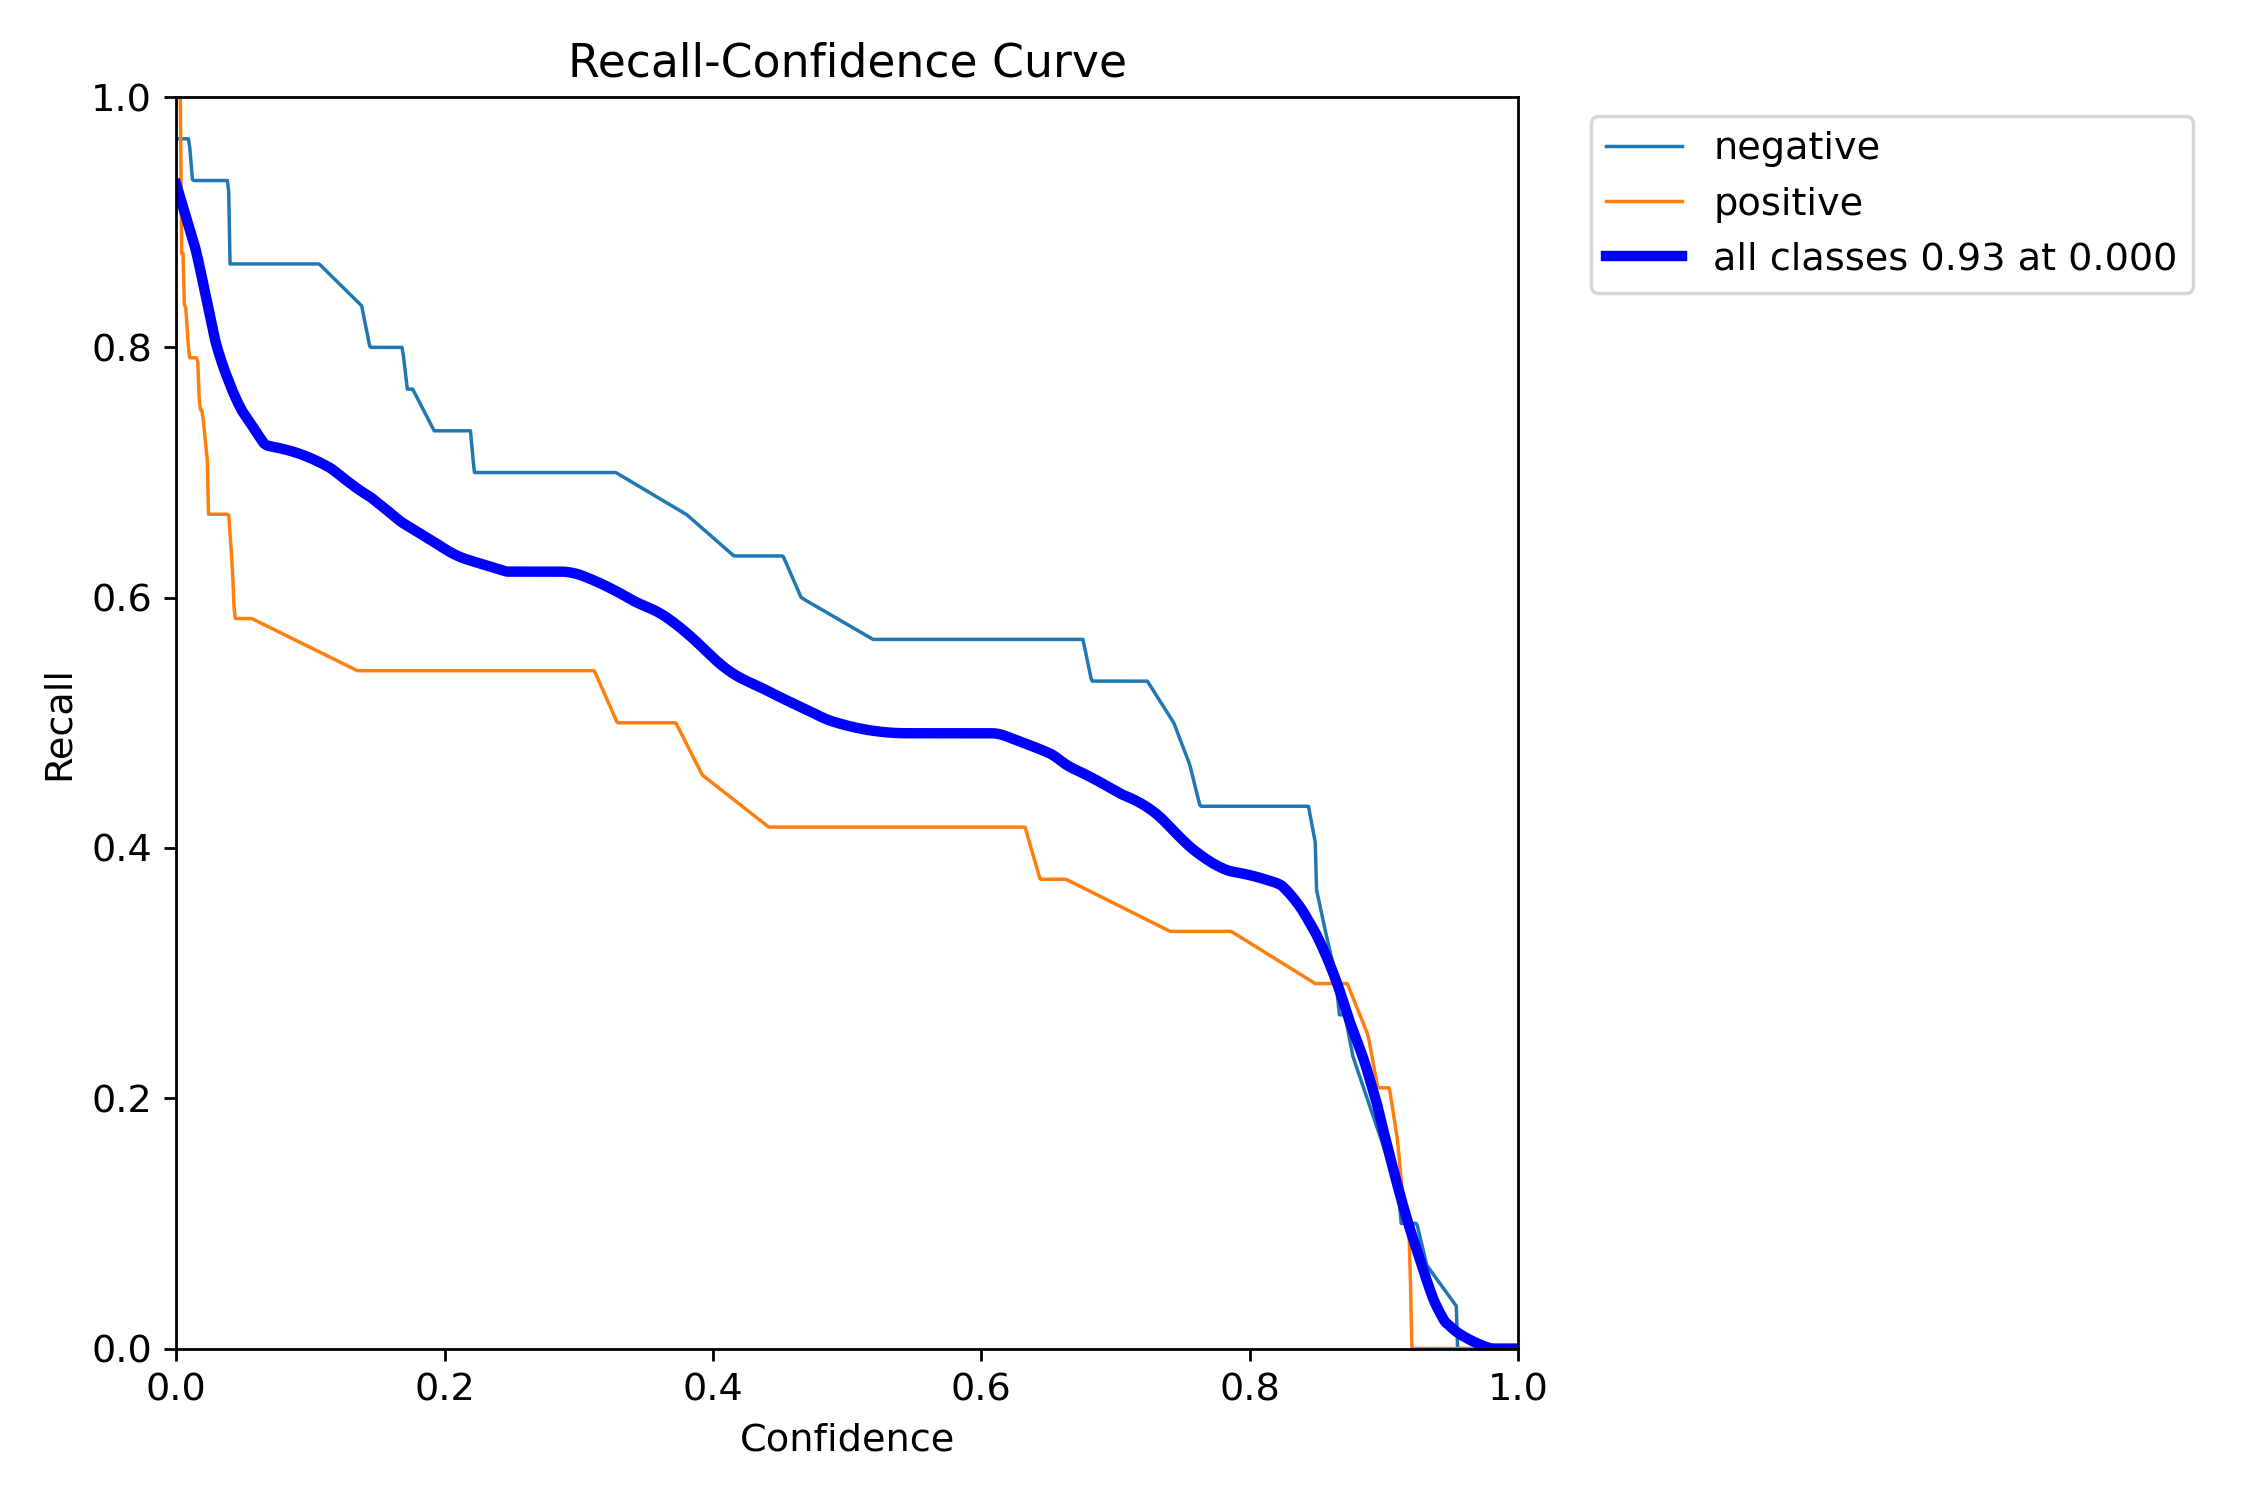 Recall-Confidence Curve
1.0
0.8
0.6
0.4
0.2
0.0
Recall
0.0 0.2 0.4 0.6 0.8 1.0
Confidence
negative
positive
all classes 0.93 at 0.000